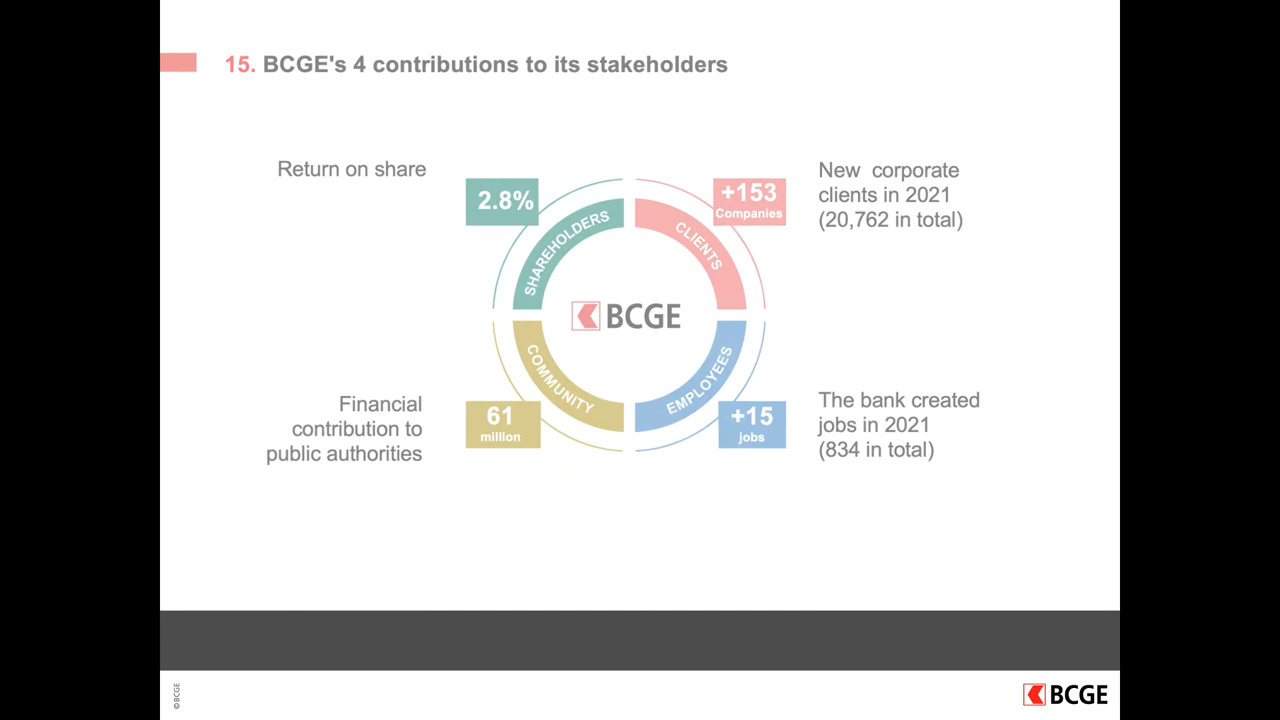 15. BCGE's 4 contributions to its stakeholders
Return on share
2.8%
SHAREHOLDERS
CLIENTS
+153
Companies
New corporate
clients in 2021
(20,762 in total)
BCGE
Financial
contribution to
public authorities
61
million
COMMUNITY
EMPLOYEES
+15
jobs
The bank created
jobs in 2021
(834 in total)
© BCGE
BCGE